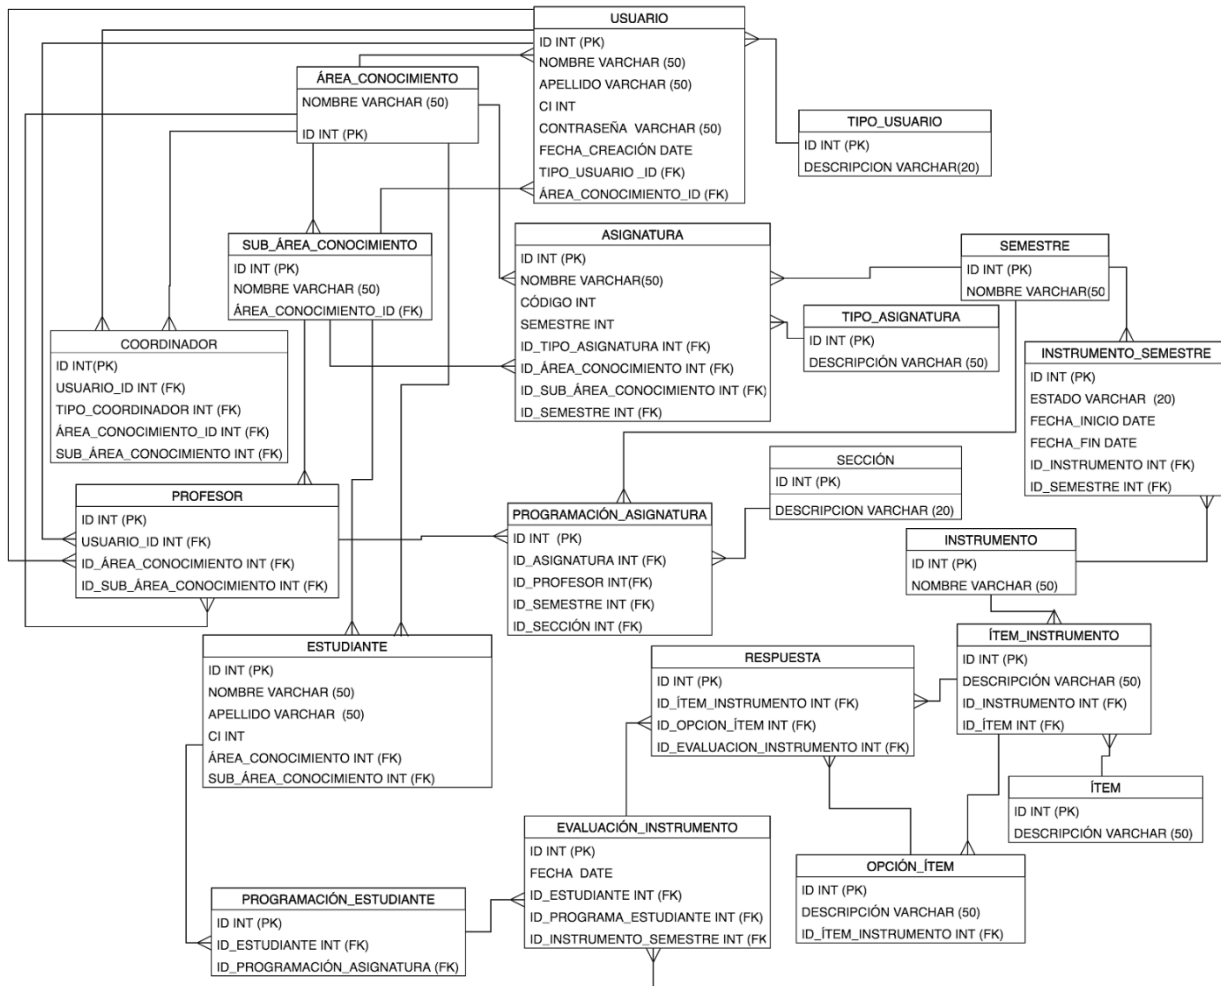 USUARIO
ID INT (PK)
NOMBRE VARCHAR (50)
APELLIDO VARCHAR (50)
CI INT
CONTRASEÑA VARCHAR (50)
FECHA_CREACIÓN DATE
TIPO_USUARIO _ID (FK)
ÁREA_CONOCIMIENTO_ID (FK)
ÁREA_CONOCIMIENTO
NOMBRE VARCHAR (50)
ID INT (PK)
TIPO_USUARIO
ID INT (PK)
DESCRIPCION VARCHAR(20)
SUB_ÁREA_CONOCIMIENTO
ID INT (PK)
NOMBRE VARCHAR (50)
ÁREA_CONOCIMIENTO_ID (FK)
ASIGNATURA
ID INT (PK)
NOMBRE VARCHAR(50)
CÓDIGO INT
SEMESTRE INT
ID_TIPO_ASIGNATURA INT (FK)
ID_ÁREA_CONOCIMIENTO INT (FK)
ID_SUB_ÁREA_CONOCIMIENTO INT (FK)
ID_SEMESTRE INT (FK)
SEMESTRE
ID INT (PK)
NOMBRE VARCHAR(50
TIPO_ASIGNATURA
ID INT (PK)
DESCRIPCIÓN VARCHAR (50)
COORDINADOR
ID INT(PK)
USUARIO_ID INT (FK)
TIPO_COORDINADOR INT (FK)
ÁREA_CONOCIMIENTO_ID INT (FK)
SUB_ÁREA_CONOCIMIENTO INT (FK)
INSTRUMENTO_SEMESTRE
ID INT (PK)
ESTADO VARCHAR (20)
FECHA_INICIO DATE
FECHA_FIN DATE
ID_INSTRUMENTO INT (FK)
ID_SEMESTRE INT (FK)
SECCIÓN
ID INT (PK)
DESCRIPCION VARCHAR (20)
PROFESOR
ID INT (PK)
USUARIO_ID INT (FK)
ID_ÁREA_CONOCIMIENTO INT (FK)
ID_SUB_ÁREA_CONOCIMIENTO INT (FK)
PROGRAMACIÓN_ASIGNATURA
ID INT (PK)
ID_ASIGNATURA INT (FK)
ID_PROFESOR INT(FK)
ID_SEMESTRE INT (FK)
ID_SECCIÓN INT (FK)
INSTRUMENTO
ID INT (PK)
NOMBRE VARCHAR (50)
ESTUDIANTE
ID INT (PK)
NOMBRE VARCHAR (50)
APELLIDO VARCHAR (50)
CI INT
ÁREA_CONOCIMIENTO INT (FK)
SUB_ÁREA_CONOCIMIENTO INT (FK)
RESPUESTA
ID INT (PK)
ID_ÍTEM_INSTRUMENTO INT (FK)
ID_OPCION_ÍTEM INT (FK)
ID_EVALUACION_INSTRUMENTO INT (FK)
ÍTEM_INSTRUMENTO
ID INT (PK)
DESCRIPCIÓN VARCHAR (50)
ID_INSTRUMENTO INT (FK)
ID_ÍTEM INT (FK)
ÍTEM
ID INT (PK)
DESCRIPCIÓN VARCHAR (50)
EVALUACIÓN_INSTRUMENTO
ID INT (PK)
FECHA DATE
ID_ESTUDIANTE INT (FK)
ID_PROGRAMA_ESTUDIANTE INT (FK)
ID_INSTRUMENTO_SEMESTRE INT (FK
OPCIÓN_ÍTEM
ID INT (PK)
DESCRIPCIÓN VARCHAR (50)
ID_ÍTEM_INSTRUMENTO INT (FK)
PROGRAMACIÓN_ESTUDIANTE
ID INT (PK)
ID_ESTUDIANTE INT (FK)
ID_PROGRAMACIÓN_ASIGNATURA (FK)